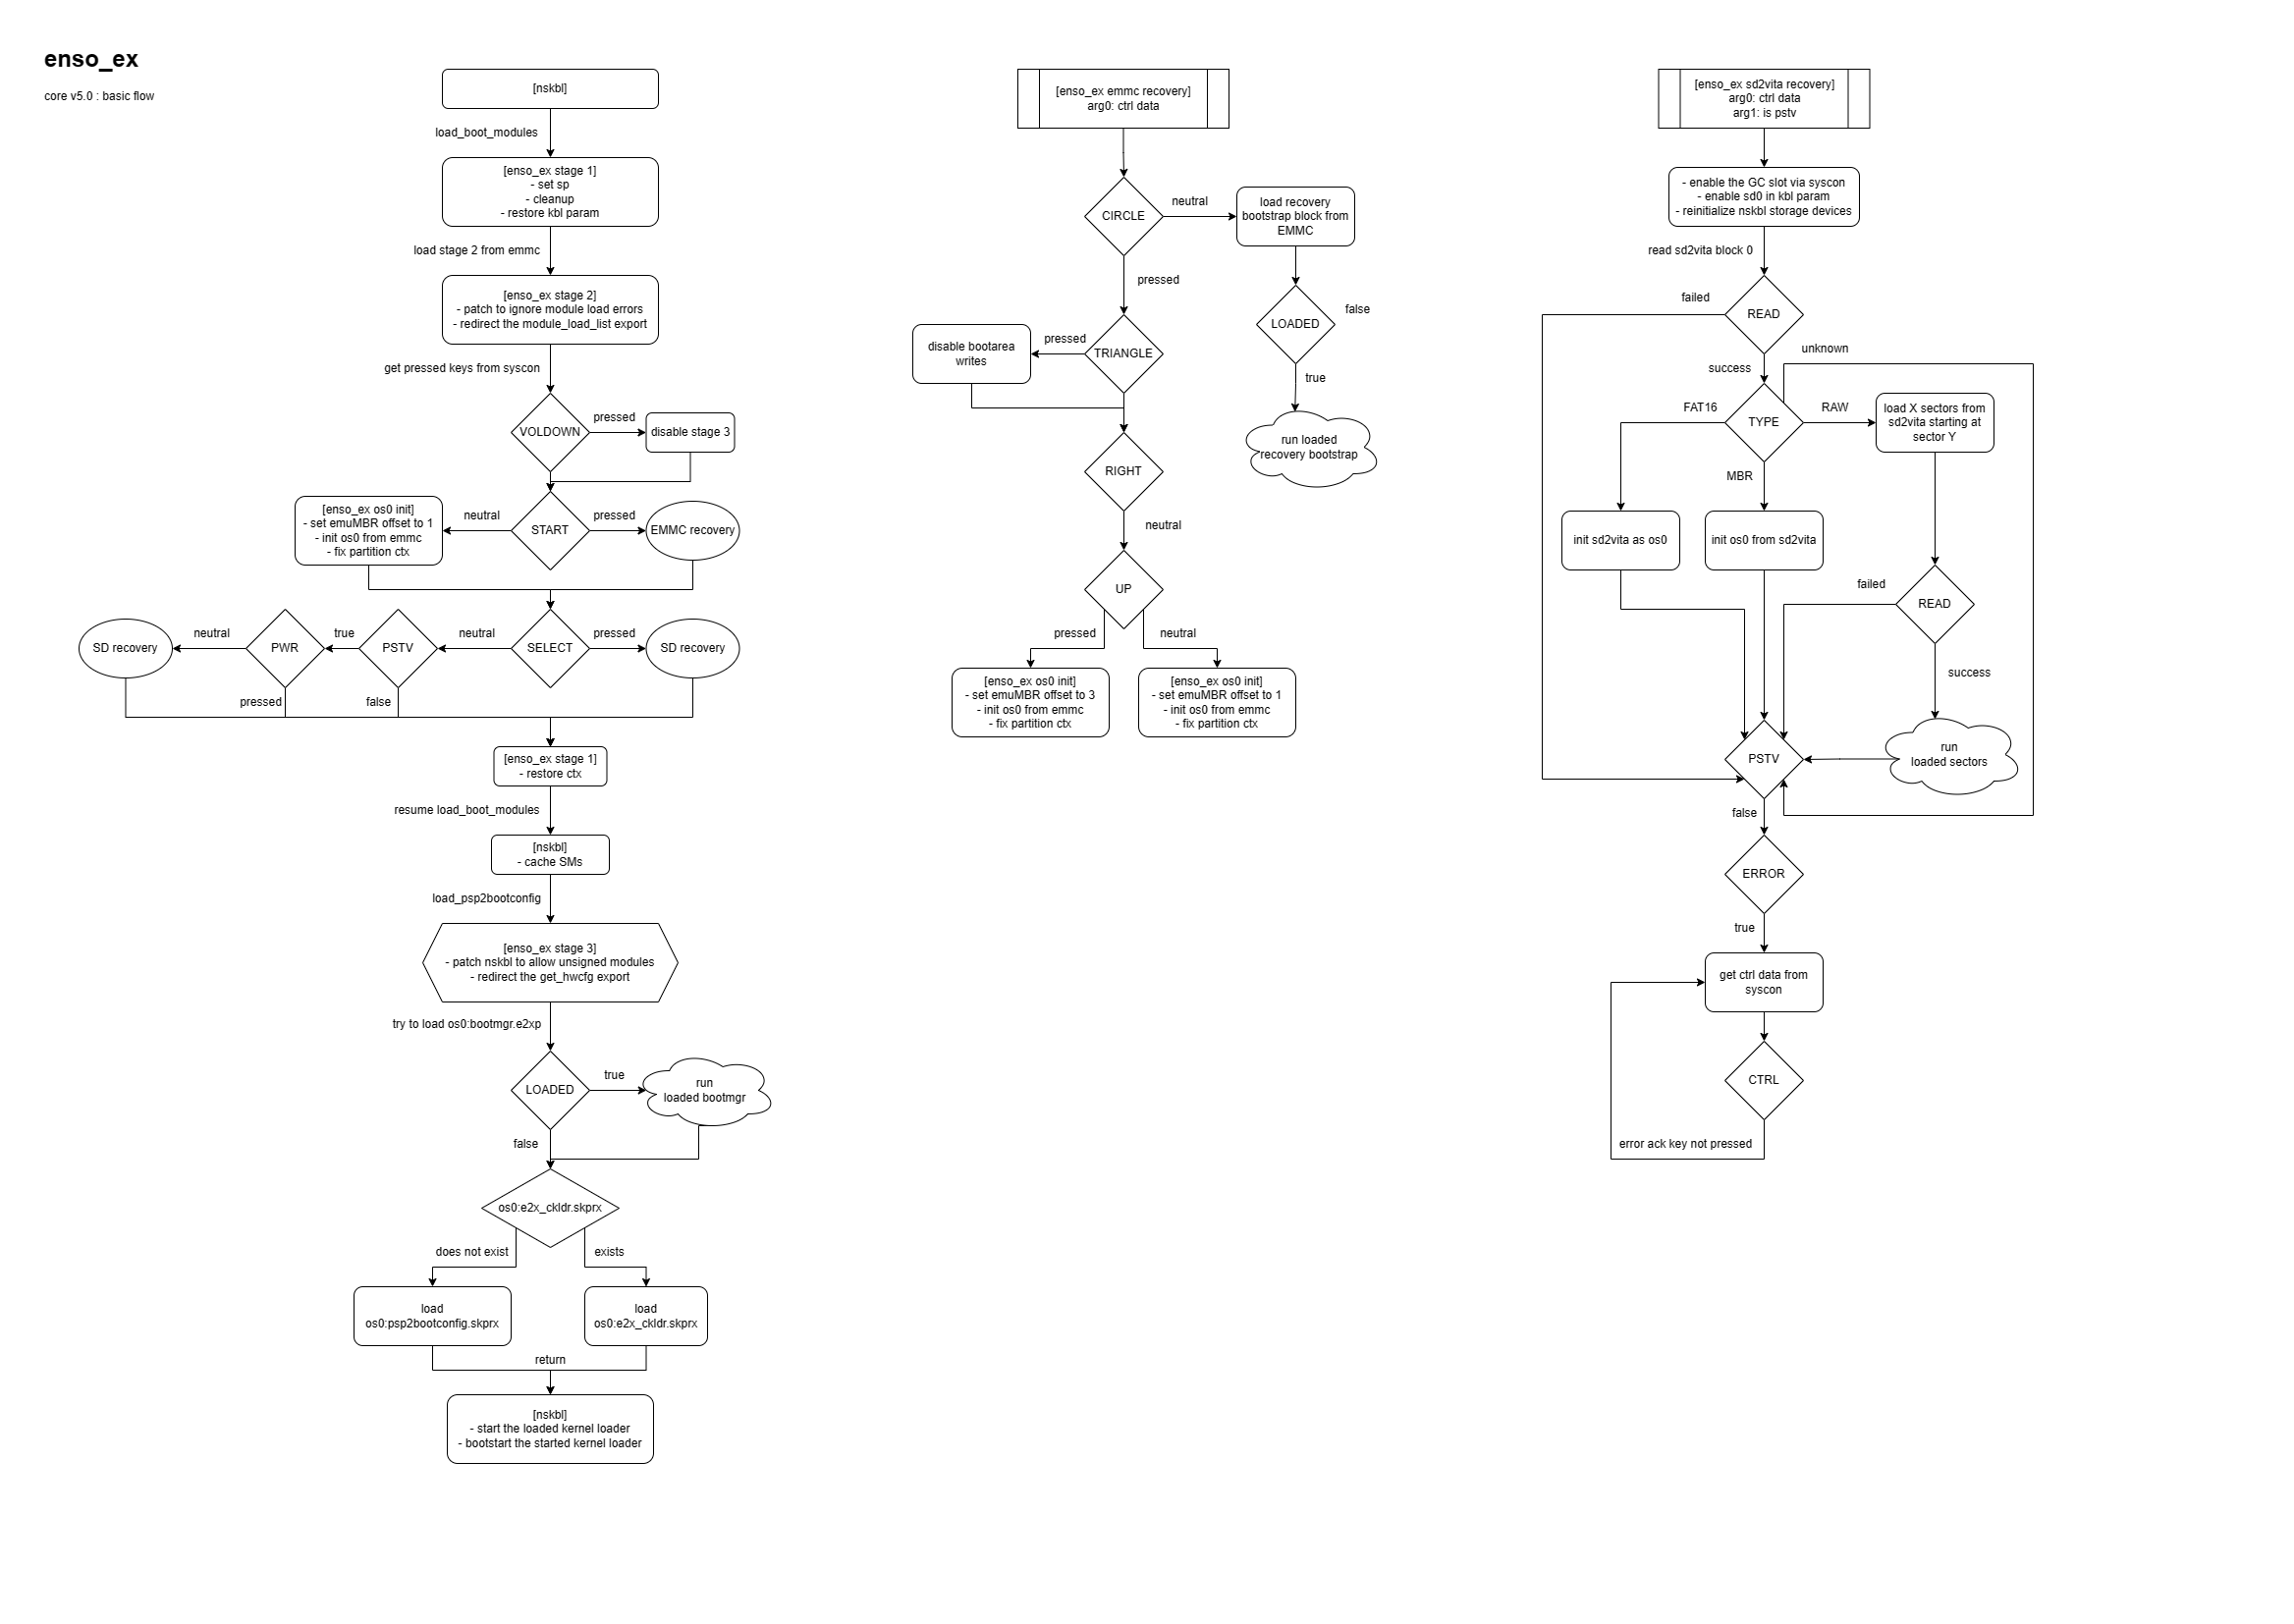 enso_ex
core v5.0 : basic flow
[nskbl]
load_boot_modules
[enso_ex stage 1]
- set sp
- cleanup
- restore kbl param
load stage 2 from emmc
[enso_ex stage 2]
- patch to ignore module load errors
- redirect the module_load_list export
get pressed keys from syscon
VOLDOWN
pressed
disable stage 3
[enso_ex os0 init]
- set emuMBR offset to 1
- init os0 from emmc
- fix partition ctx
neutral
START
pressed
EMMC recovery
SD recovery
neutral
PWR
true
PSTV
neutral
SELECT
pressed
SD recovery
pressed
false
[enso_ex stage 1]
- restore ctx
resume load_boot_modules
[nskbl]
- cache SMs
load_psp2bootconfig
[enso_ex stage 3]
- patch nskbl to allow unsigned modules
- redirect the get_hwcfg export
try to load os0:bootmgr.e2xp
LOADED
true
run
loaded bootmgr
false
os0:e2x_ckldr.skprx
does not exist
exists
load
os0:psp2bootconfig.skprx
load
os0:e2x_ckldr.skprx
return
[nskbl]
- start the loaded kernel loader
- bootstart the started kernel loader
[enso_ex emmc recovery]
arg0: ctrl data
CIRCLE
neutral
load recovery
bootstrap block from
EMMC
pressed
LOADED
false
true
run loaded
recovery bootstrap
disable bootarea
writes
pressed
TRIANGLE
RIGHT
neutral
UP
pressed
neutral
[enso_ex os0 init]
- set emuMBR offset to 3
- init os0 from emmc
- fix partition ctx
[enso_ex os0 init]
- set emuMBR offset to 1
- init os0 from emmc
- fix partition ctx
[enso_ex sd2vita recovery]
arg0: ctrl data
arg1: is pstv
- enable the GC slot via syscon
- enable sd0 in kbl param
- reinitialize nskbl storage devices
read sd2vita block 0
failed
READ
success
unknown
FAT16
TYPE
RAW
load X sectors from
sd2vita starting at
sector Y
MBR
init sd2vita as os0
init os0 from sd2vita
failed
READ
success
run
loaded sectors
PSTV
false
ERROR
true
get ctrl data from
syscon
CTRL
error ack key not pressed